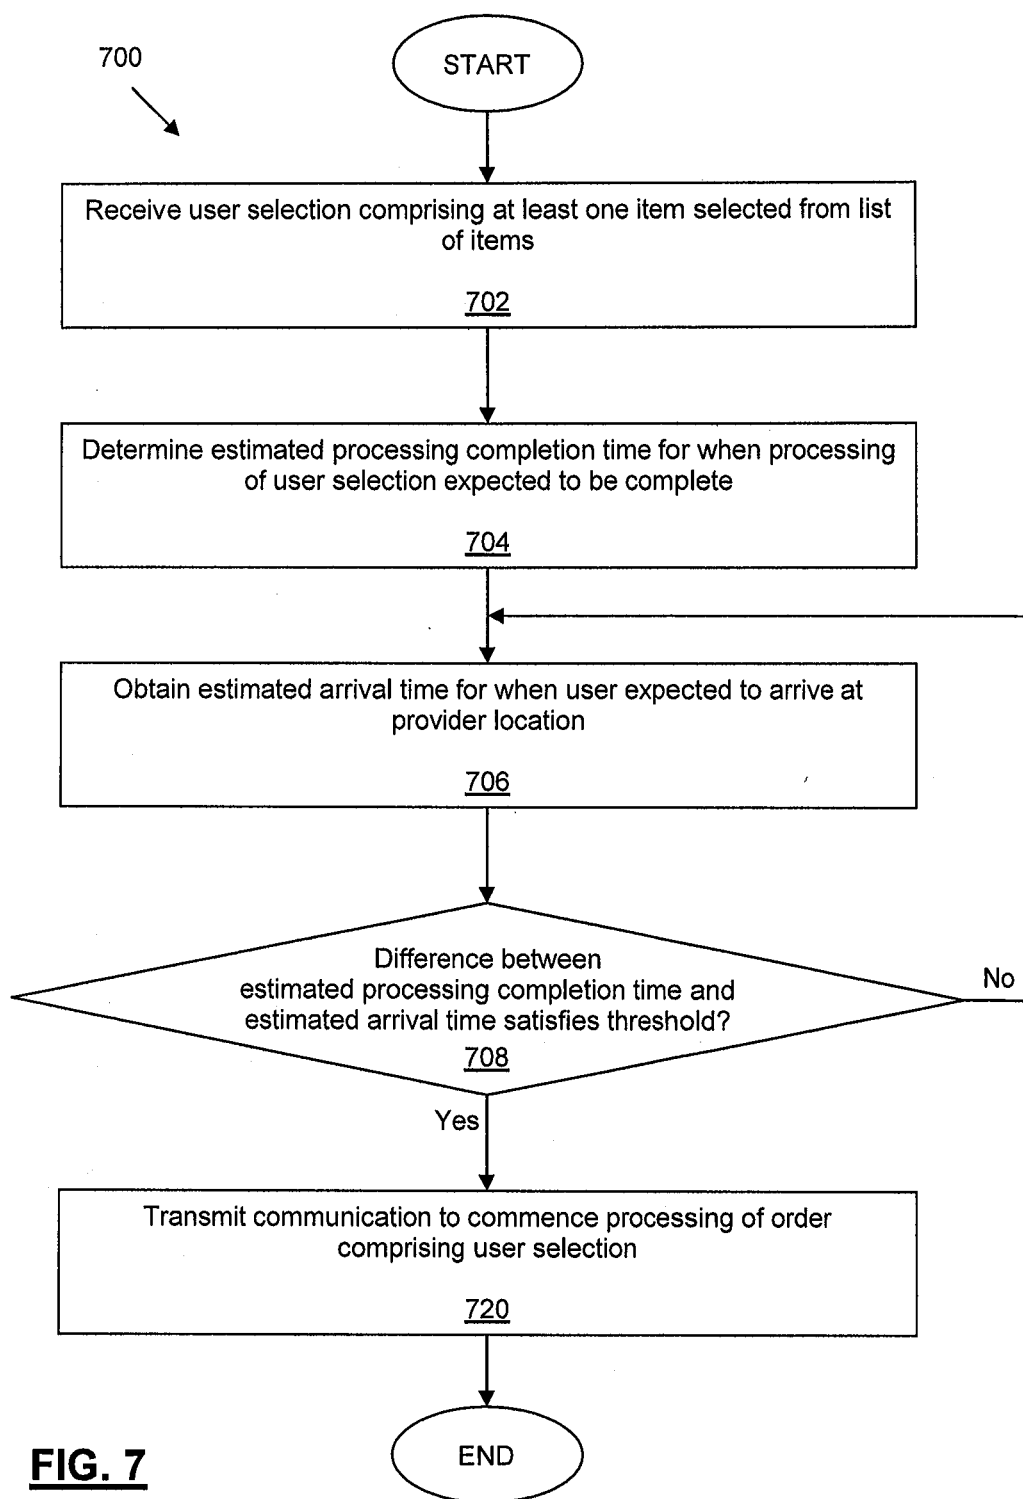 700
START
Receive user selection comprising at least one item selected from list
of items
702
Determine estimated processing completion time for when processing
of user selection expected to be complete
704
Obtain estimated arrival time for when user expected to arrive at
provider location
706
Difference between
estimated processing completion time and
estimated arrival time satisfies threshold?
708
No
Yes
Transmit communication to commence processing of order
comprising user selection
720
END
FIG. 7